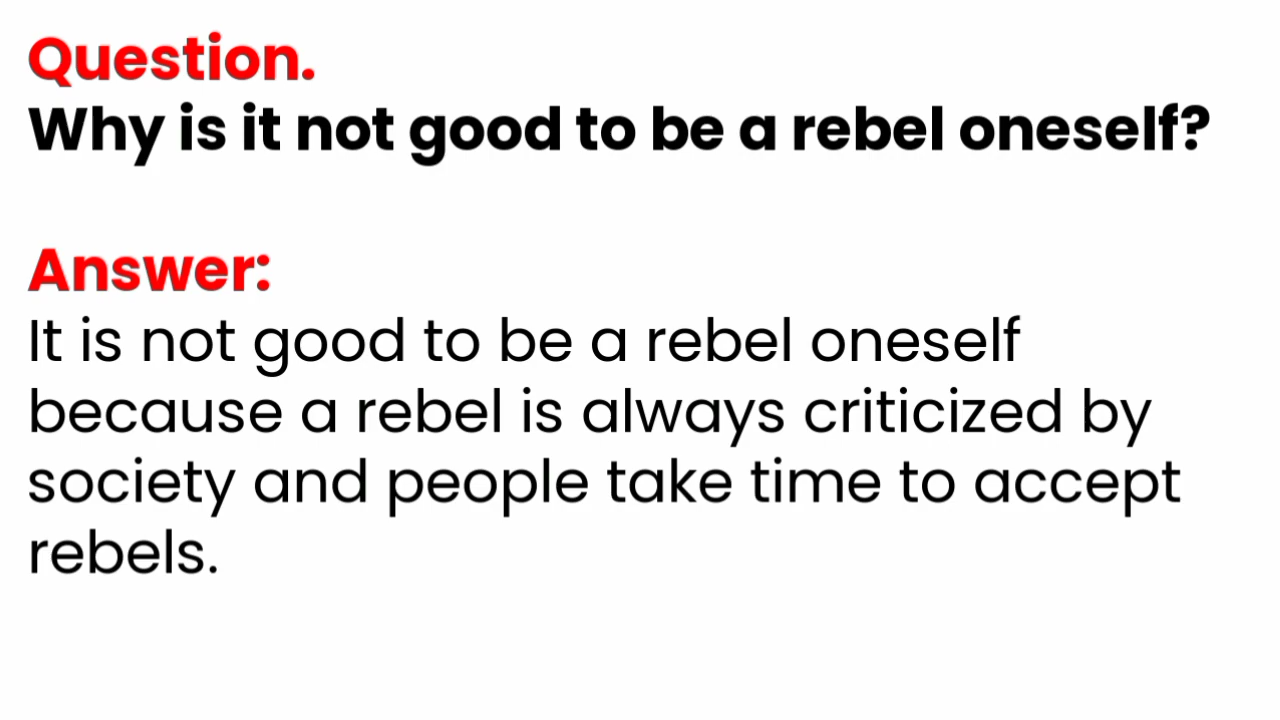 Question.
Why is it not good to be a rebel oneself?
Answer:
It is not good to be a rebel oneself
because a rebel is always criticized by
society and people take time to accept
rebels.